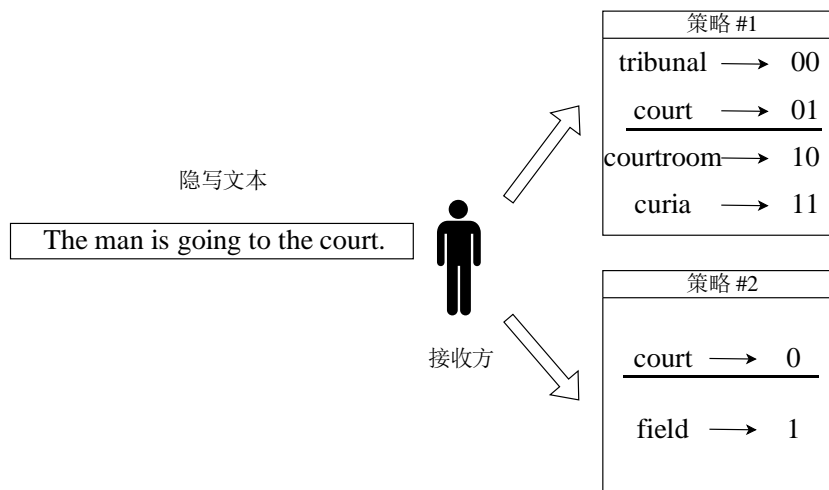 隐写文本
The man is going to the court.
接收方
策略 #1
tribunal 00
court 01
courtroom 10
curia 11
策略 #2
court 0
field 1